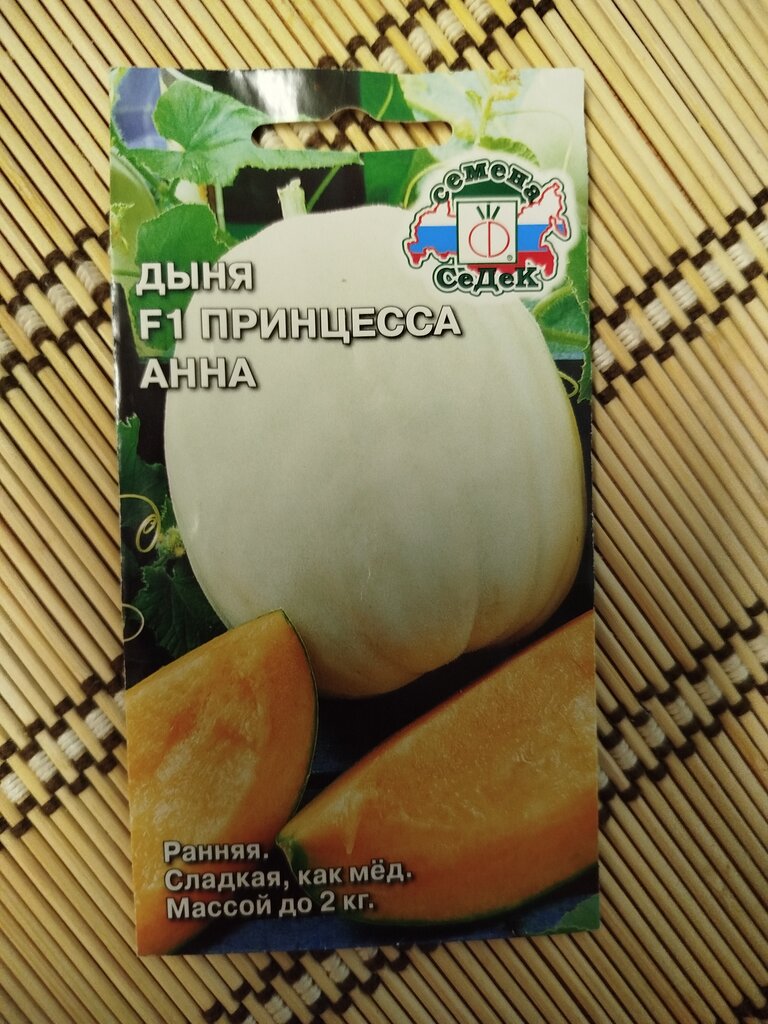 семена
СеДеК
®
ДЫНЯ
F1 ПРИНЦЕССА
АННА
Ранняя.
Сладкая, как мёд.
Массой до 2 кг.